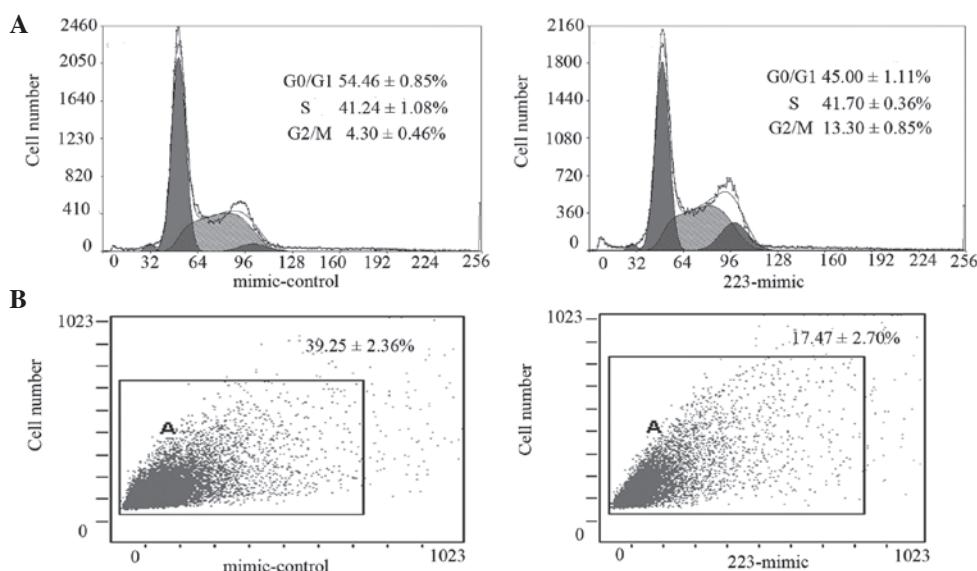 A
2460
2050
1640
1230
820
410
0
Cell number
G0/G1 54.46 ± 0.85%
S 41.24 ± 1.08%
G2/M 4.30 ± 0.46%
0 32 64 96 128 160 192 224 256
mimic-control
2160
1800
1440
1080
720
360
0
Cell number
G0/G1 45.00 ± 1.11%
S 41.70 ± 0.36%
G2/M 13.30 ± 0.85%
0 32 64 96 128 160 192 224 256
223-mimic
B
1023
Cell number
39.25 ± 2.36%
A
0
0 1023
mimic-control
1023
Cell number
17.47 ± 2.70%
A
0
0 1023
223-mimic